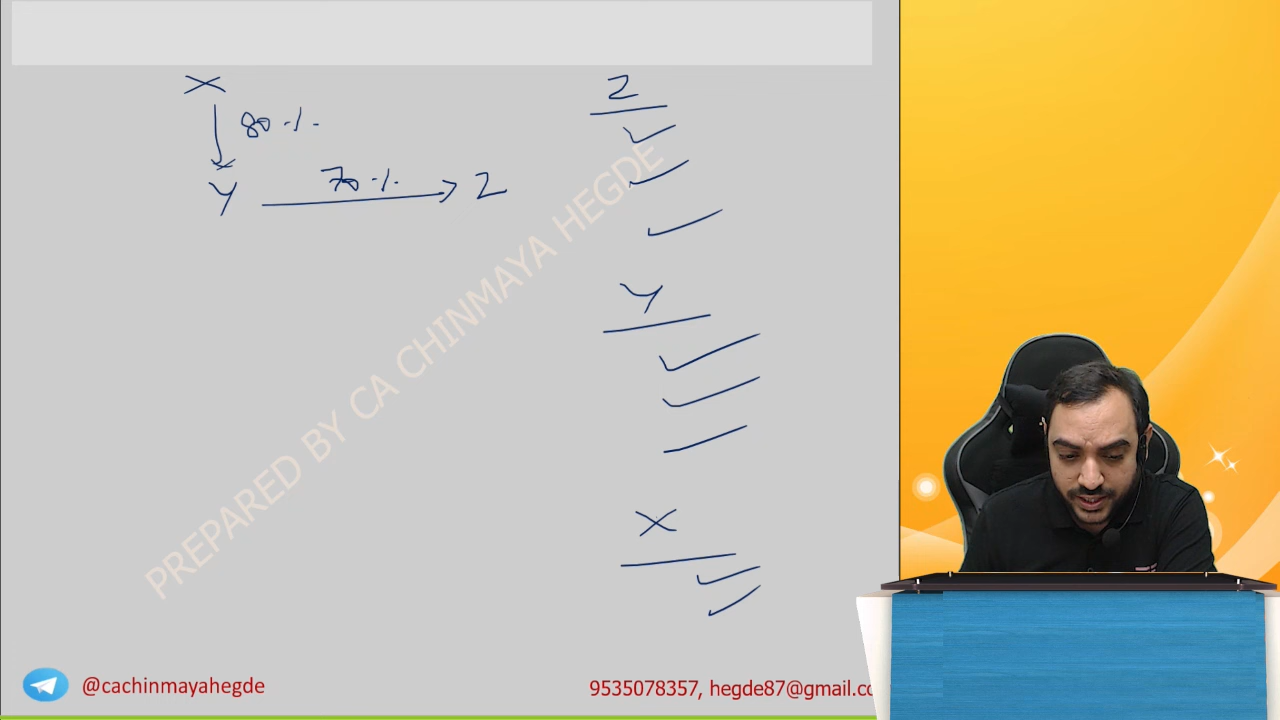 X
80 %
Y 70 % Z
Z
Y
X
PREPARED BY CA CHINMAYA HEGDE
@cachinmayahegde
9535078357, hegde87@gmail.co